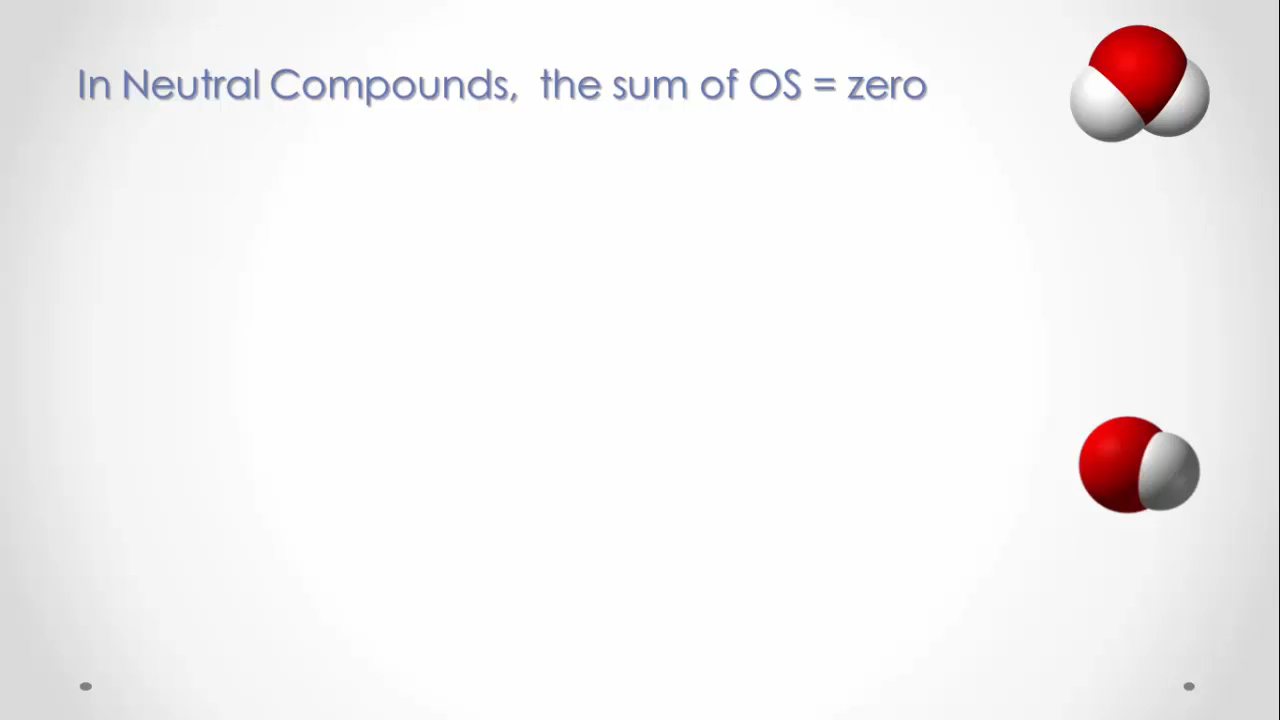 In Neutral Compounds, the sum of OS = zero